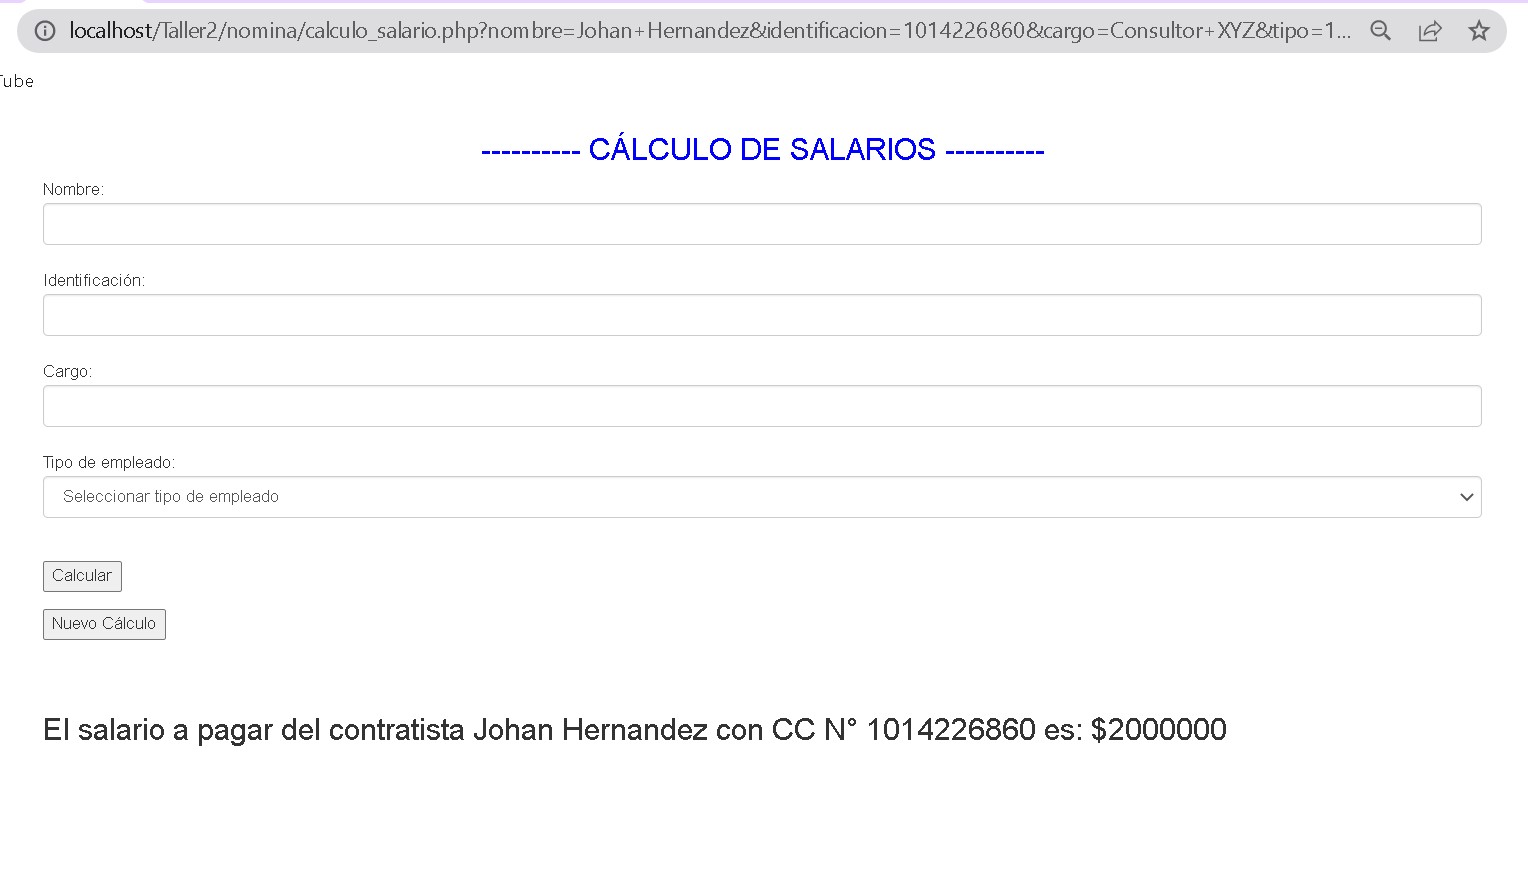 localhost/Taller2/nomina/calculo_salario.php?nombre=Johan+Hernandez&identificacion=1014226860&cargo=Consultor+XYZ&tipo=1...
Tube
---------- CÁLCULO DE SALARIOS ----------
Nombre:
Identificación:
Cargo:
Tipo de empleado:
Seleccionar tipo de empleado
Calcular
Nuevo Cálculo
El salario a pagar del contratista Johan Hernandez con CC N° 1014226860 es: $2000000